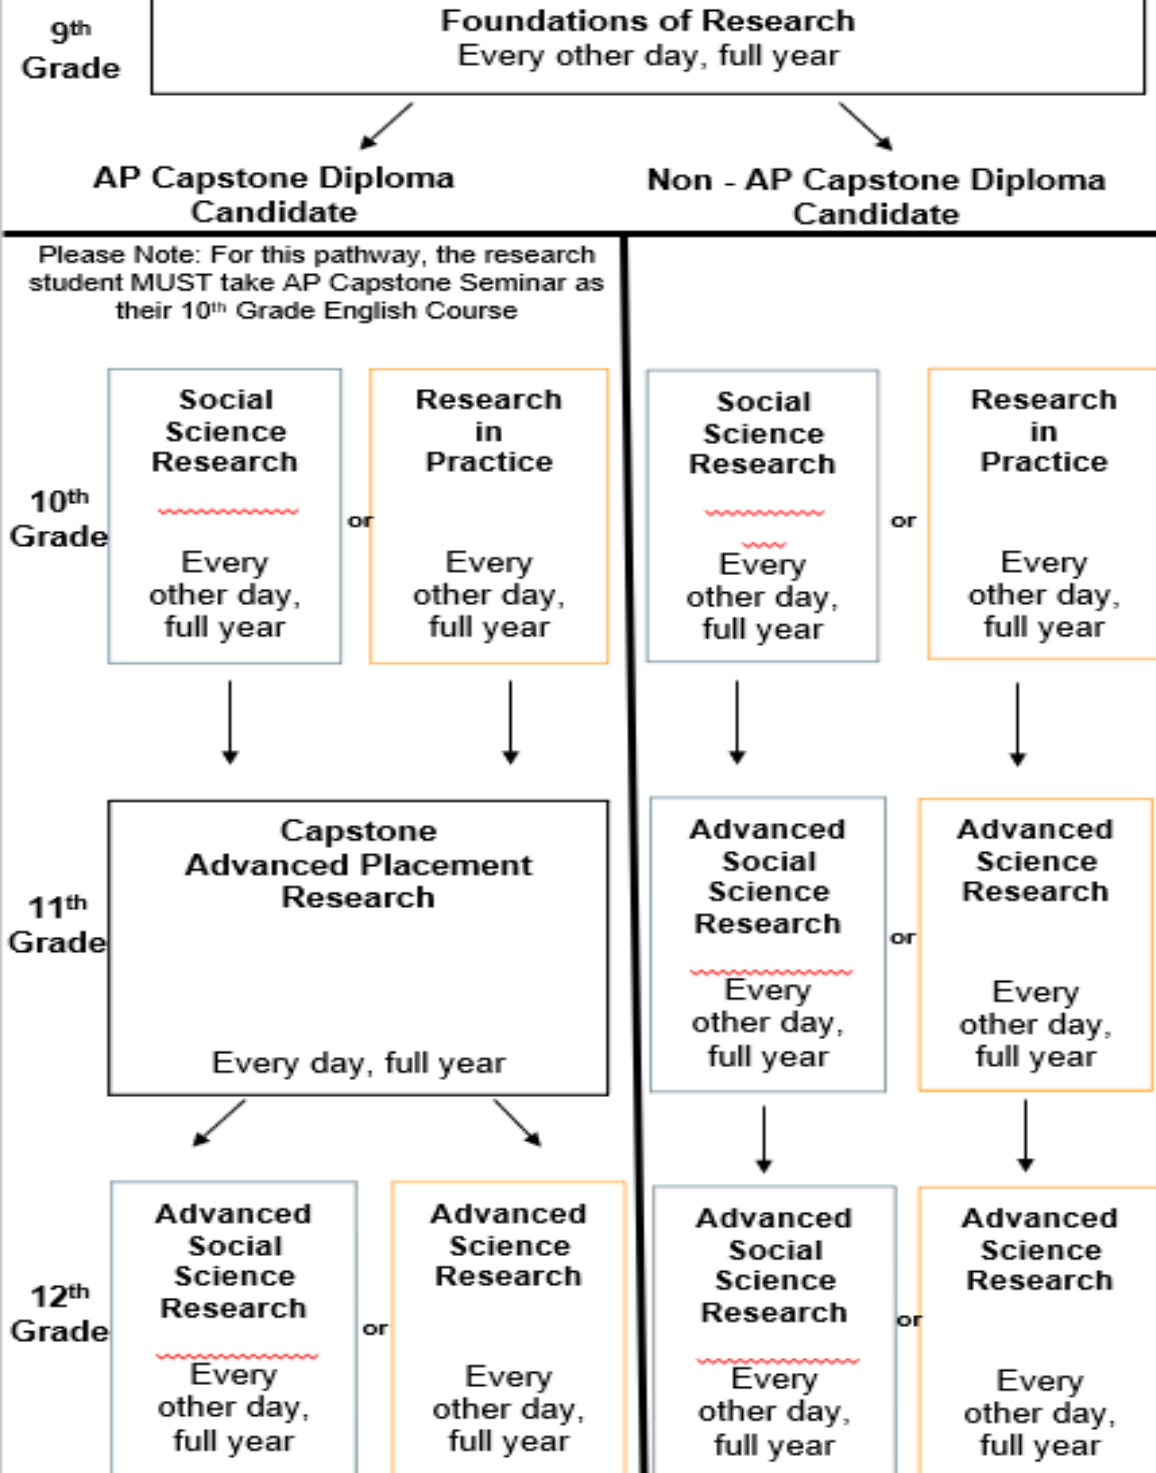 9th
Grade
Foundations of Research
Every other day, full year
AP Capstone Diploma
Candidate
Non - AP Capstone Diploma
Candidate
Please Note: For this pathway, the research
student MUST take AP Capstone Seminar as
their 10th Grade English Course
10th
Grade
Social
Science
Research
Every
other day,
full year
or
Research
in
Practice
Every
other day,
full year
Social
Science
Research
Every
other day,
full year
or
Research
in
Practice
Every
other day,
full year
11th
Grade
Capstone
Advanced Placement
Research
Every day, full year
Advanced
Social
Science
Research
Every
other day,
full year
or
Advanced
Science
Research
Every
other day,
full year
12th
Grade
Advanced
Social
Science
Research
Every
other day,
full year
or
Advanced
Science
Research
Every
other day,
full year
Advanced
Social
Science
Research
Every
other day,
full year
or
Advanced
Science
Research
Every
other day,
full year